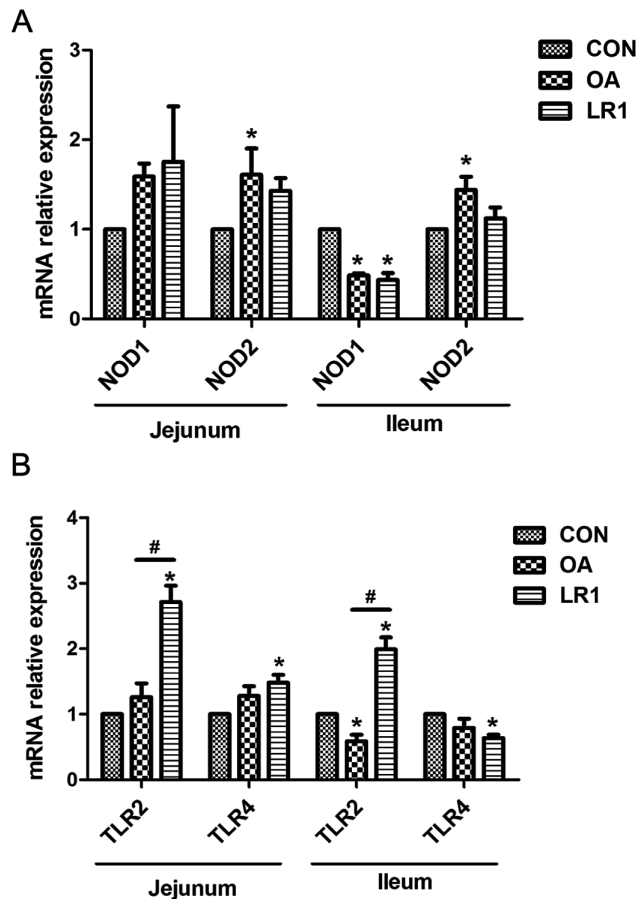 A
mRNA relative expression
3
2
1
0
* * * *
CON
OA
LR1
NOD1 NOD2 NOD1 NOD2
Jejunum Ileum
B
mRNA relative expression
4
3
2
1
0
# #
* * * * *
CON
OA
LR1
TLR2 TLR4 TLR2 TLR4
Jejunum Ileum